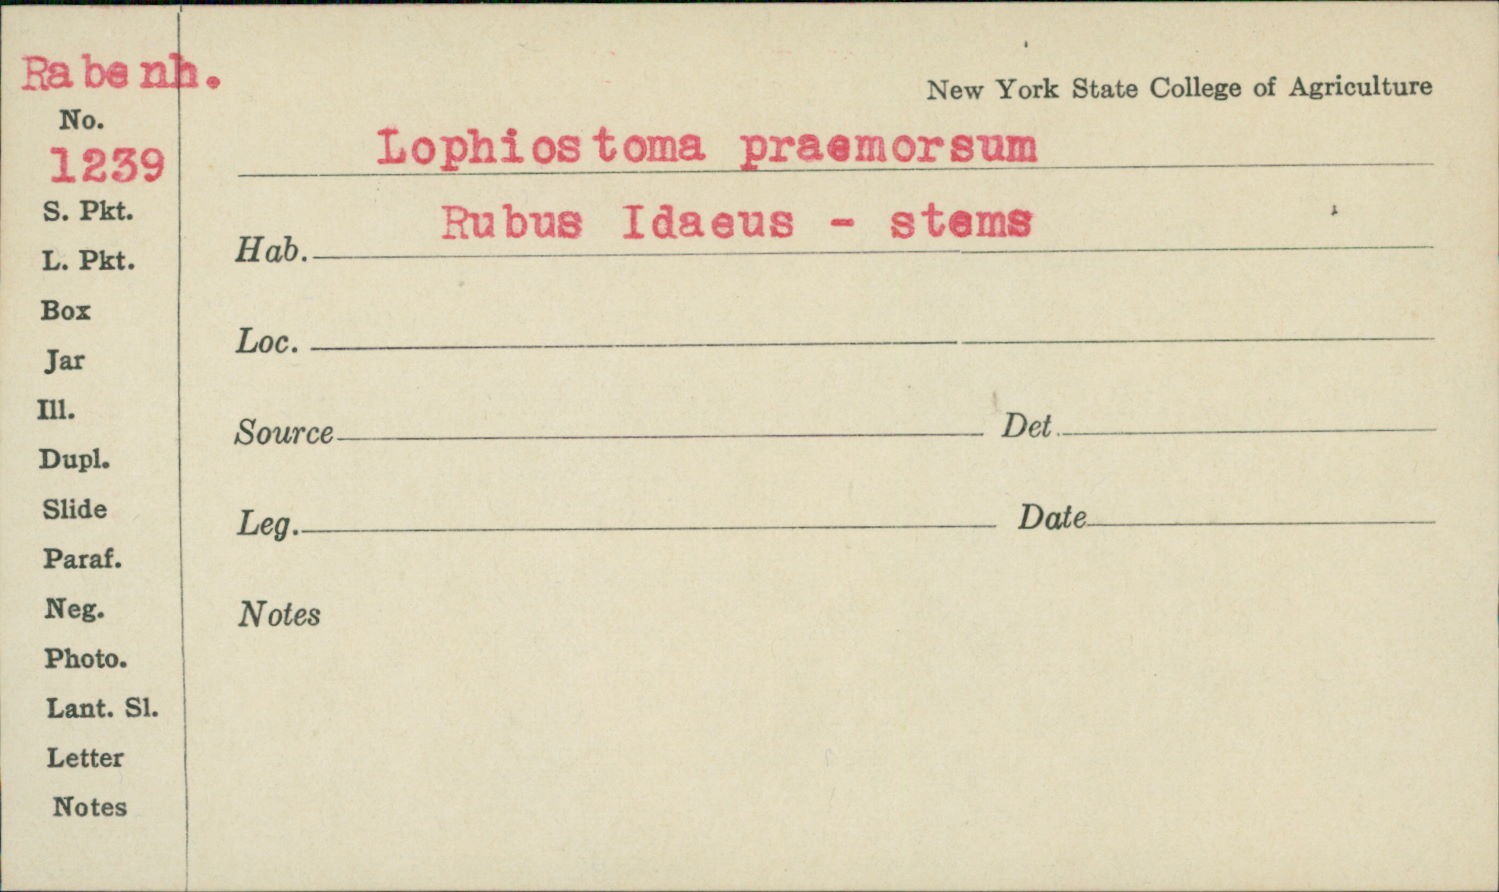 Rabenh.
No.
1239
S. Pkt.
L. Pkt.
Box
Jar
Ill.
Dupl.
Slide
Paraf.
Neg.
Photo.
Lant. Sl.
Letter
Notes
New York State College of Agriculture
Lophiostoma praemorsum
Hab. Rubus Idaeus - stems
Loc.
Source Det.
Leg. Date
Notes